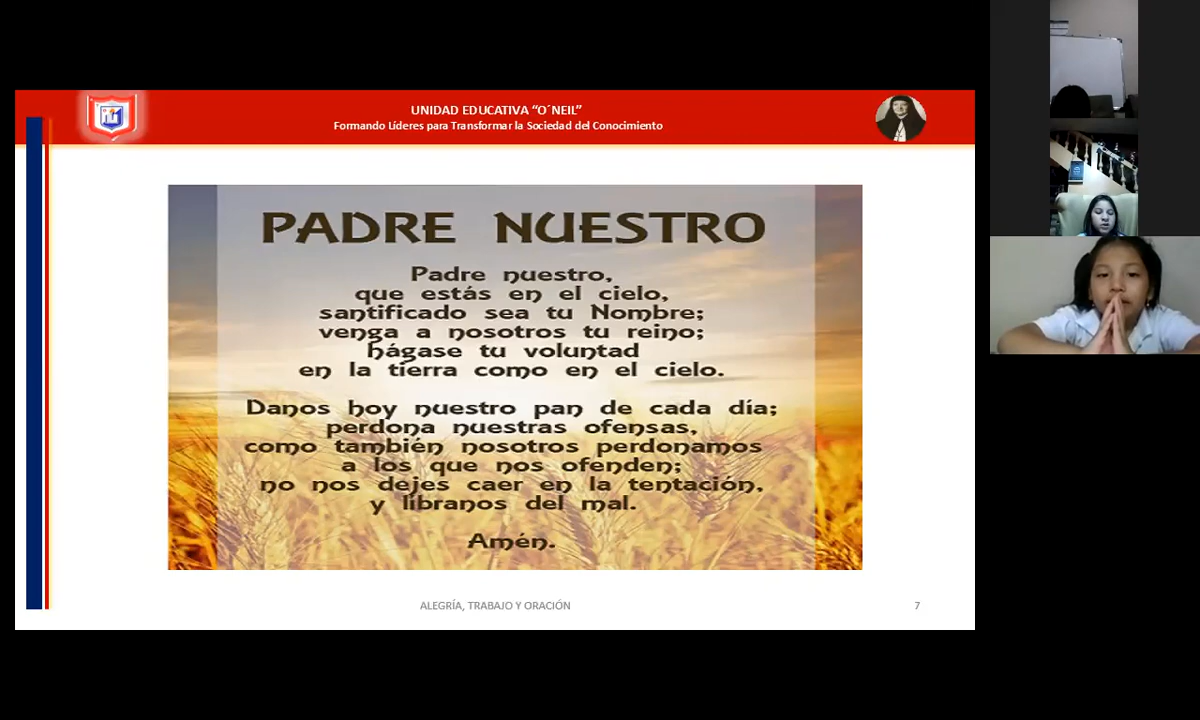 UNIDAD EDUCATIVA “O´NEIL”
Formando Líderes para Transformar la Sociedad del Conocimiento
PADRE NUESTRO
Padre nuestro,
que estás en el cielo,
santificado sea tu Nombre;
venga a nosotros tu reino;
hágase tu voluntad
en la tierra como en el cielo.
Danos hoy nuestro pan de cada día;
perdona nuestras ofensas,
como también nosotros perdonamos
a los que nos ofenden;
no nos dejes caer en la tentación,
y líbranos del mal.
Amén.
ALEGRÍA, TRABAJO Y ORACIÓN
7